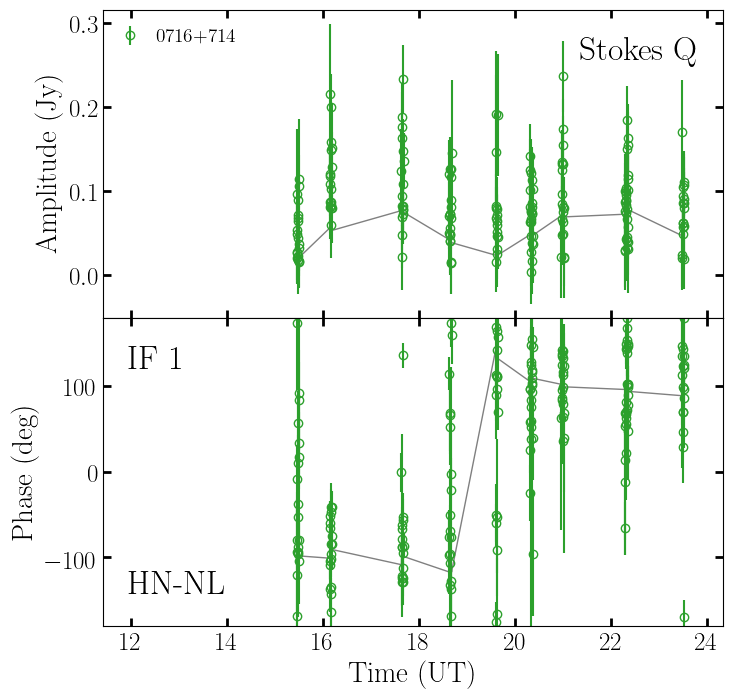 0716+714
Stokes Q
0.3
0.2
0.1
0.0
Amplitude (Jy)
IF 1
100
0
−100
Phase (deg)
HN-NL
12 14 16 18 20 22 24
Time (UT)